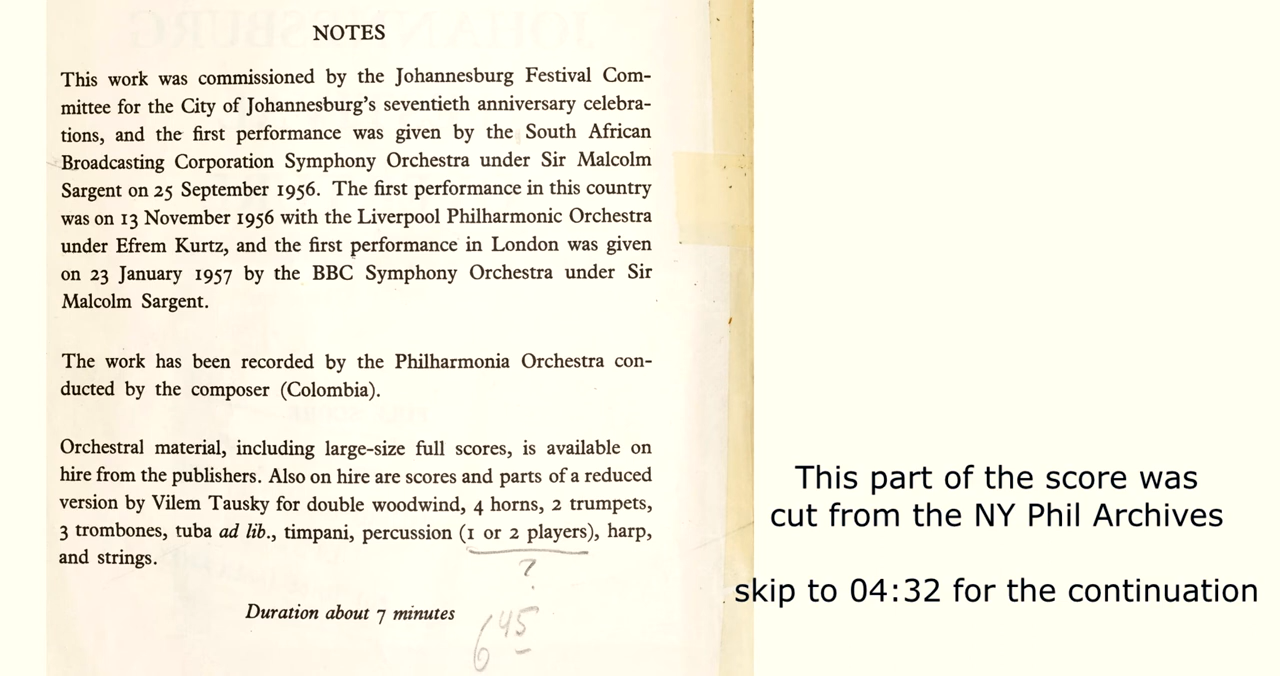 NOTES
This work was commissioned by the Johannesburg Festival Com-
mittee for the City of Johannesburg's seventieth anniversary celebra-
tions, and the first performance was given by the South African
Broadcasting Corporation Symphony Orchestra under Sir Malcolm
Sargent on 25 September 1956. The first performance in this country
was on 13 November 1956 with the Liverpool Philharmonic Orchestra
under Efrem Kurtz, and the first performance in London was given
on 23 January 1957 by the BBC Symphony Orchestra under Sir
Malcolm Sargent.
The work has been recorded by the Philharmonia Orchestra con-
ducted by the composer (Colombia).
Orchestral material, including large-size full scores, is available on
hire from the publishers. Also on hire are scores and parts of a reduced
version by Vilem Tausky for double woodwind, 4 horns, 2 trumpets,
3 trombones, tuba ad lib., timpani, percussion (1 or 2 players), harp,
and strings.
?
Duration about 7 minutes
6 45
This part of the score was
cut from the NY Phil Archives
skip to 04:32 for the continuation